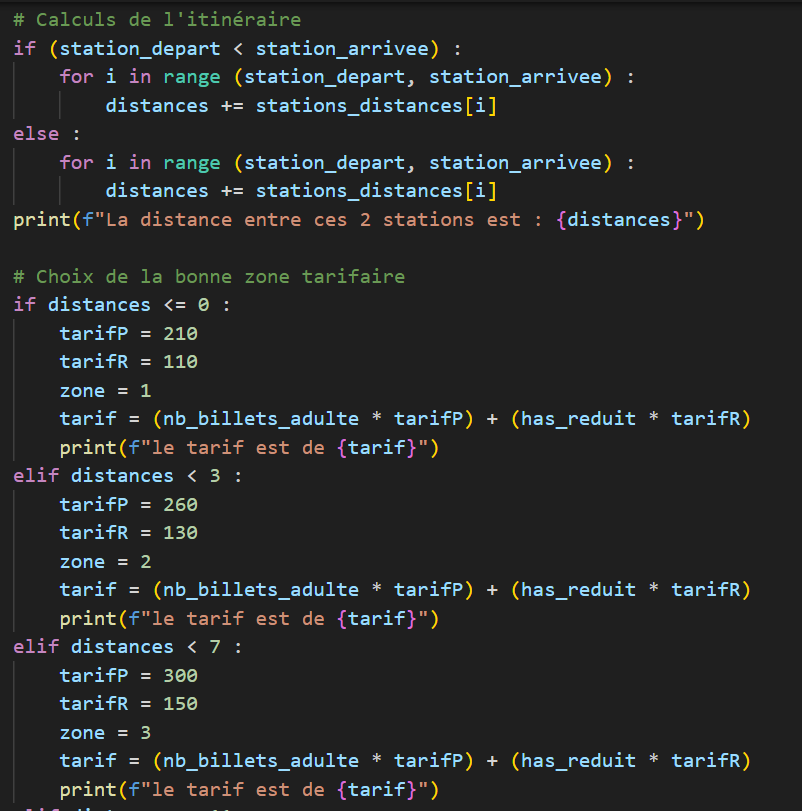 # Calculs de l'itinéraire
if (station_depart < station_arrivee) :
    for i in range (station_depart, station_arrivee) :
        distances += stations_distances[i]
else :
    for i in range (station_depart, station_arrivee) :
        distances += stations_distances[i]
print(f"La distance entre ces 2 stations est : {distances}")

# Choix de la bonne zone tarifaire
if distances <= 0 :
    tarifP = 210
    tarifR = 110
    zone = 1
    tarif = (nb_billets_adulte * tarifP) + (has_reduit * tarifR)
    print(f"le tarif est de {tarif}")
elif distances < 3 :
    tarifP = 260
    tarifR = 130
    zone = 2
    tarif = (nb_billets_adulte * tarifP) + (has_reduit * tarifR)
    print(f"le tarif est de {tarif}")
elif distances < 7 :
    tarifP = 300
    tarifR = 150
    zone = 3
    tarif = (nb_billets_adulte * tarifP) + (has_reduit * tarifR)
    print(f"le tarif est de {tarif}")